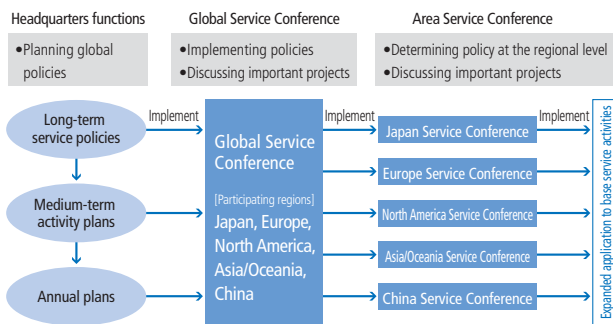 Headquarters functions
•Planning global
policies
Global Service Conference
•Implementing policies
•Discussing important projects
Area Service Conference
•Determining policy at the regional level
•Discussing important projects
Long-term
service policies
Medium-term
activity plans
Annual plans
Implement
Global Service
Conference
[Participating regions]
Japan, Europe,
North America,
Asia/Oceania,
China
Implement
Japan Service Conference
Europe Service Conference
North America Service Conference
Asia/Oceania Service Conference
China Service Conference
Implement
Expanded application to base service activities